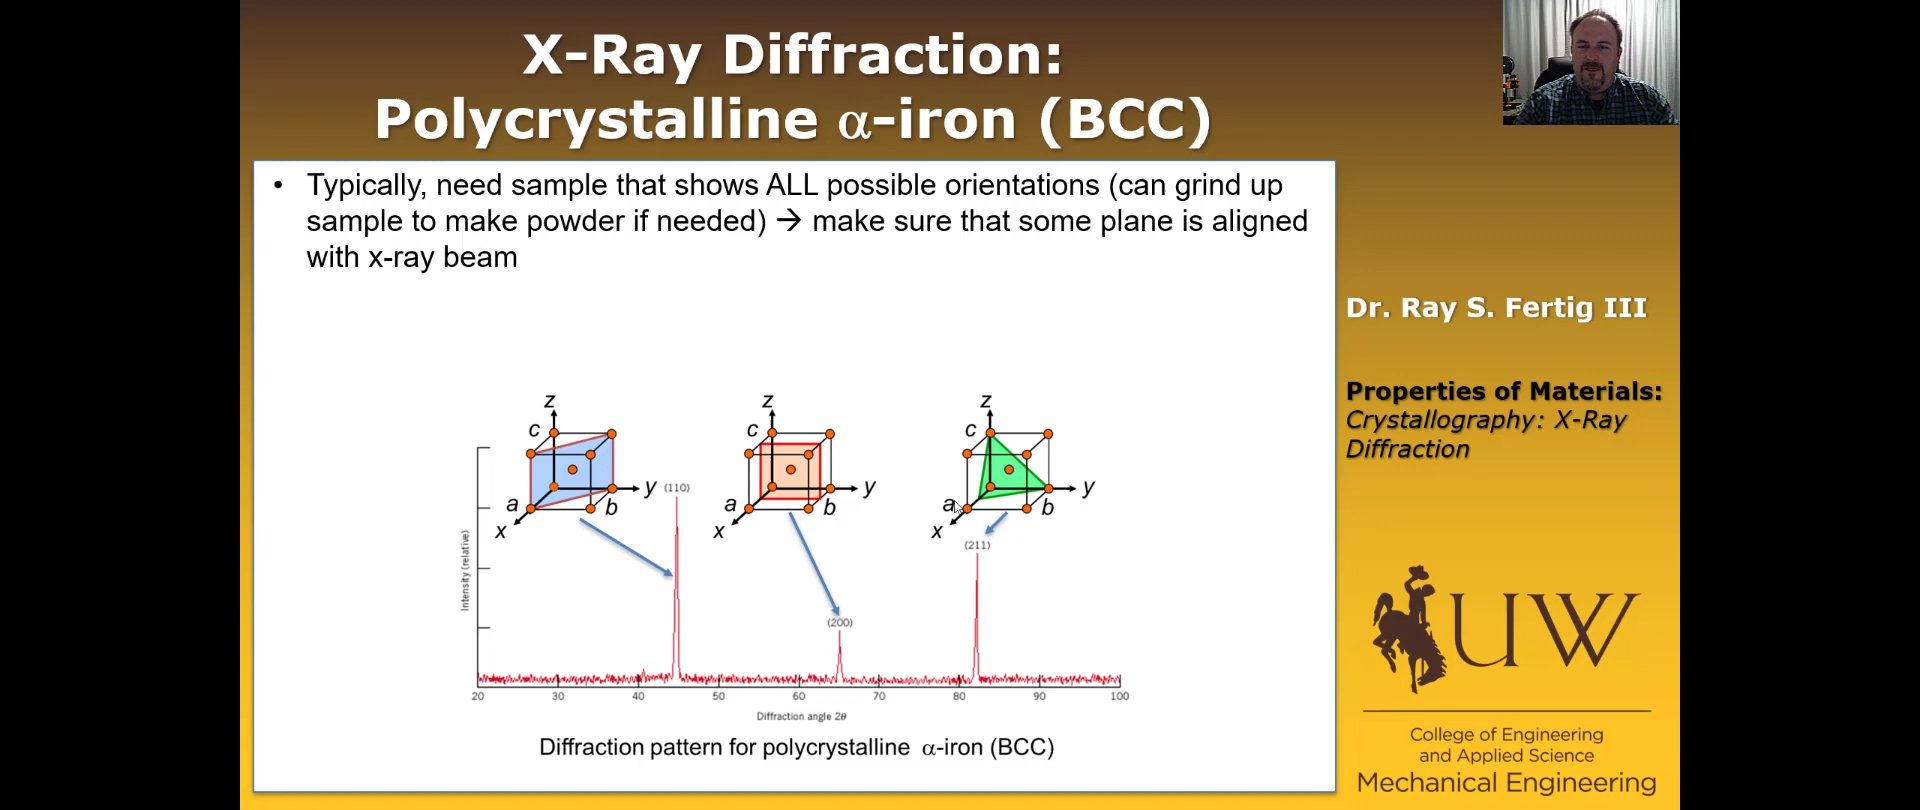 X-Ray Diffraction:
Polycrystalline α-iron (BCC)
• Typically, need sample that shows ALL possible orientations (can grind up
sample to make powder if needed) → make sure that some plane is aligned
with x-ray beam
z
c
y
a
b
x
(110)
z
c
y
a
b
x
(200)
z
c
y
a
b
x
(211)
Intensity (relative)
20 30 40 50 60 70 80 90 100
Diffraction angle 2θ
Diffraction pattern for polycrystalline α-iron (BCC)
Dr. Ray S. Fertig III
Properties of Materials:
Crystallography: X-Ray
Diffraction
UW
College of Engineering
and Applied Science
Mechanical Engineering